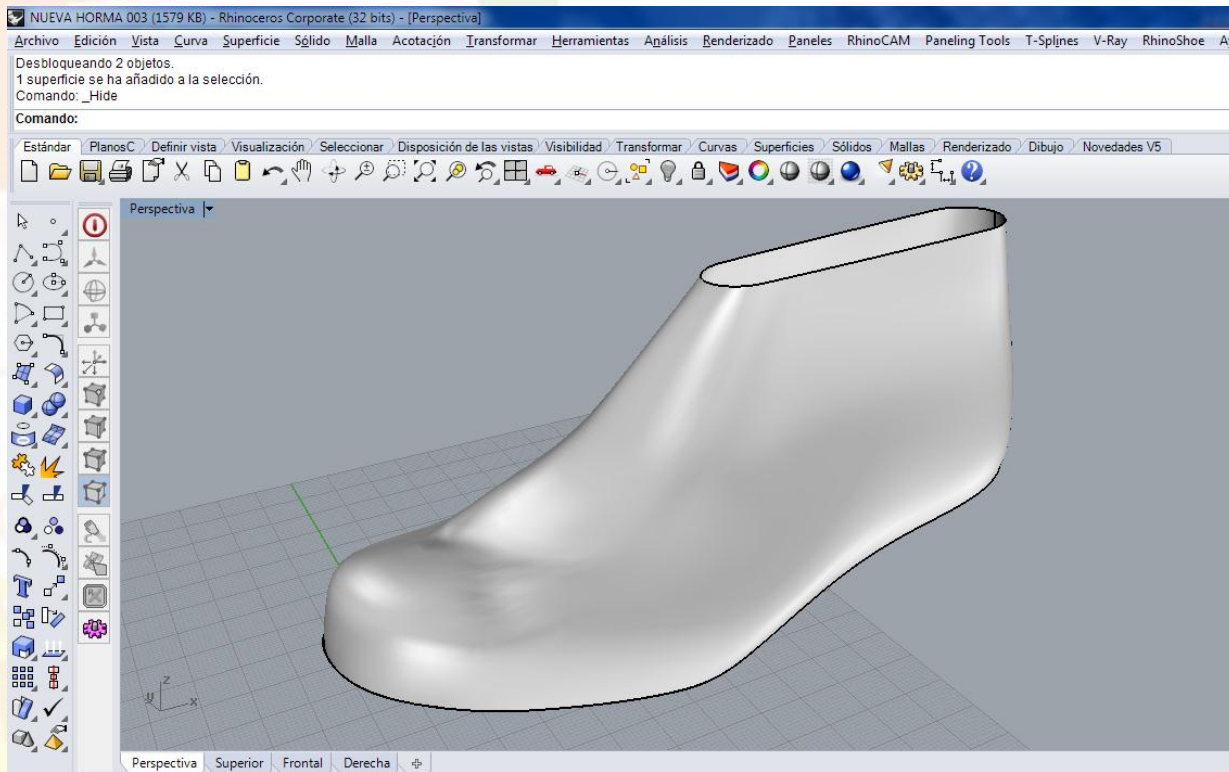 NUEVA HORMA 003 (1579 KB) - Rhinoceros Corporate (32 bits) - [Perspectiva]
Archivo Edición Vista Curva Superficie Sólido Malla Acotación Transformar Herramientas Análisis Renderizado Paneles RhinoCAM Paneling Tools T-Splines V-Ray RhinoShoe
Desbloqueando 2 objetos.
1 superficie se ha añadido a la selección.
Comando: _Hide
Comando:
Estándar PlanosC Definir vista Visualización Seleccionar Disposición de las vistas Visibilidad Transformar Curvas Superficies Sólidos Mallas Renderizado Dibujo Novedades V5
Perspectiva
z
y x
Perspectiva Superior Frontal Derecha